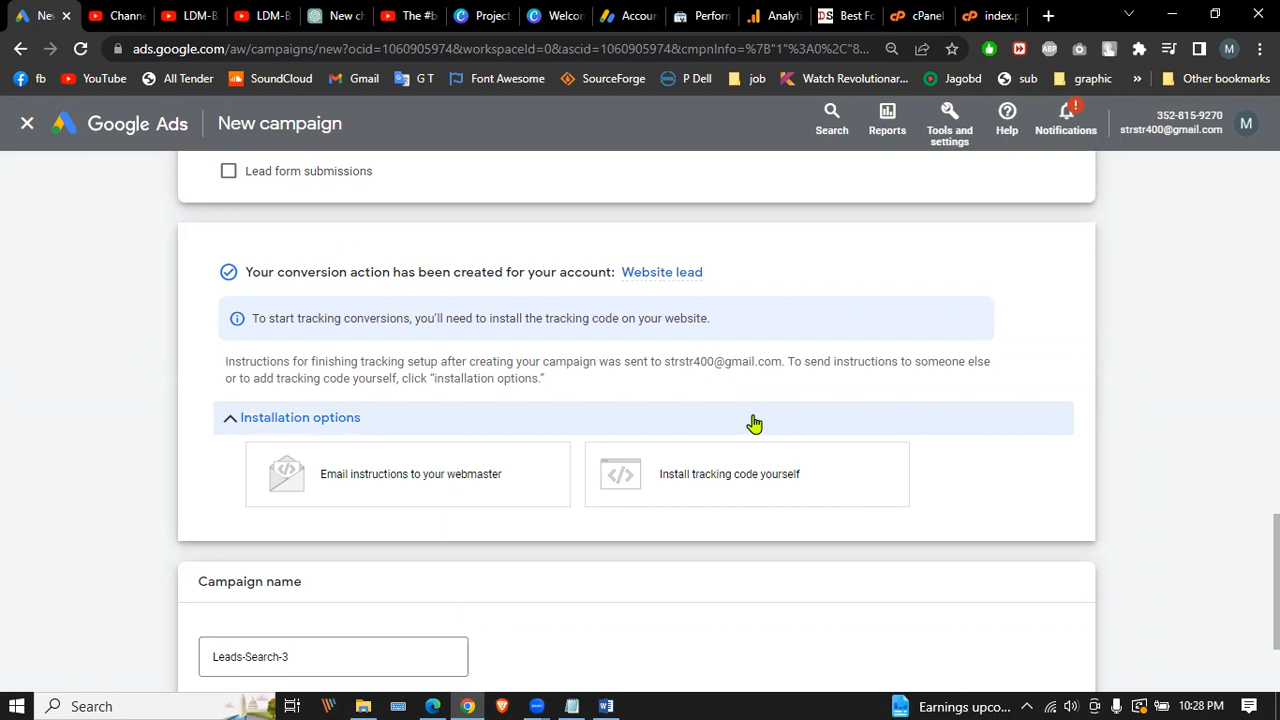 Ne
Channe
LDM-B
LDM-B
New ch
The #b
Project
Welcon
Accour
Perforn
Analyti
Best Fo
cPanel
index.p
ads.google.com/aw/campaigns/new?ocid=1060905974&workspaceId=0&ascid=1060905974&cmpnInfo=%7B"1"%3A0%2C"8...
fb
YouTube
All Tender
SoundCloud
Gmail
G T
Font Awesome
SourceForge
P Dell
job
Watch Revolutionar...
Jagobd
sub
graphic
»
Other bookmarks
Google Ads
New campaign
Search
Reports
Tools and settings
Help
Notifications
352-815-9270
strstr400@gmail.com
M
Lead form submissions
Your conversion action has been created for your account: Website lead
To start tracking conversions, you'll need to install the tracking code on your website.
Instructions for finishing tracking setup after creating your campaign was sent to strstr400@gmail.com. To send instructions to someone else
or to add tracking code yourself, click "installation options."
Installation options
Email instructions to your webmaster
Install tracking code yourself
Campaign name
Leads-Search-3
Search
Earnings upco...
10:28 PM